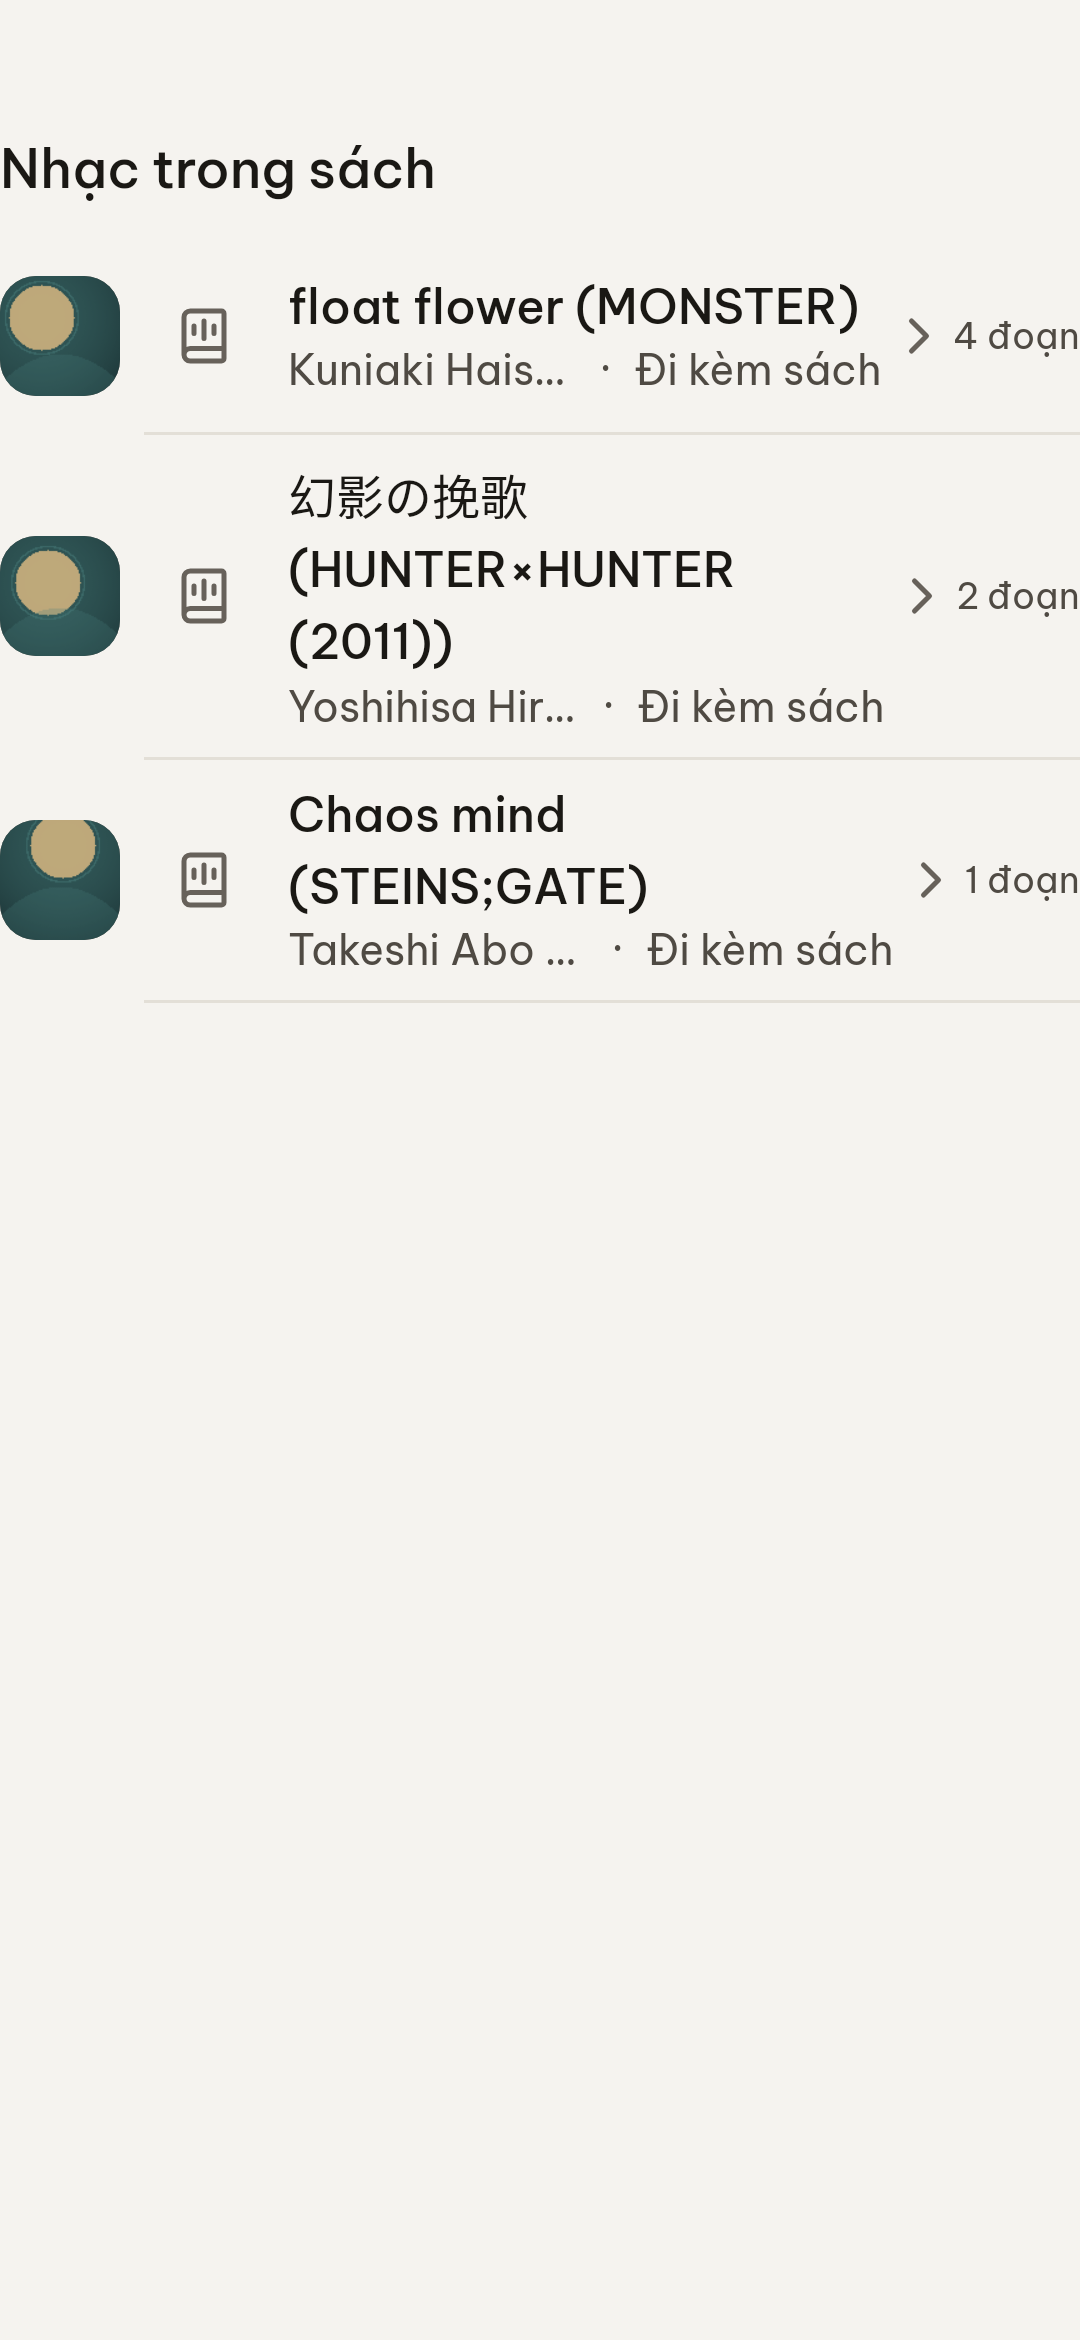 Nhạc trong sách
float flower (MONSTER)
Kuniaki Hais... · Đi kèm sách
4 đoạn
幻影の挽歌
(HUNTER×HUNTER
(2011))
Yoshihisa Hir... · Đi kèm sách
2 đoạn
Chaos mind
(STEINS;GATE)
Takeshi Abo ... · Đi kèm sách
1 đoạn